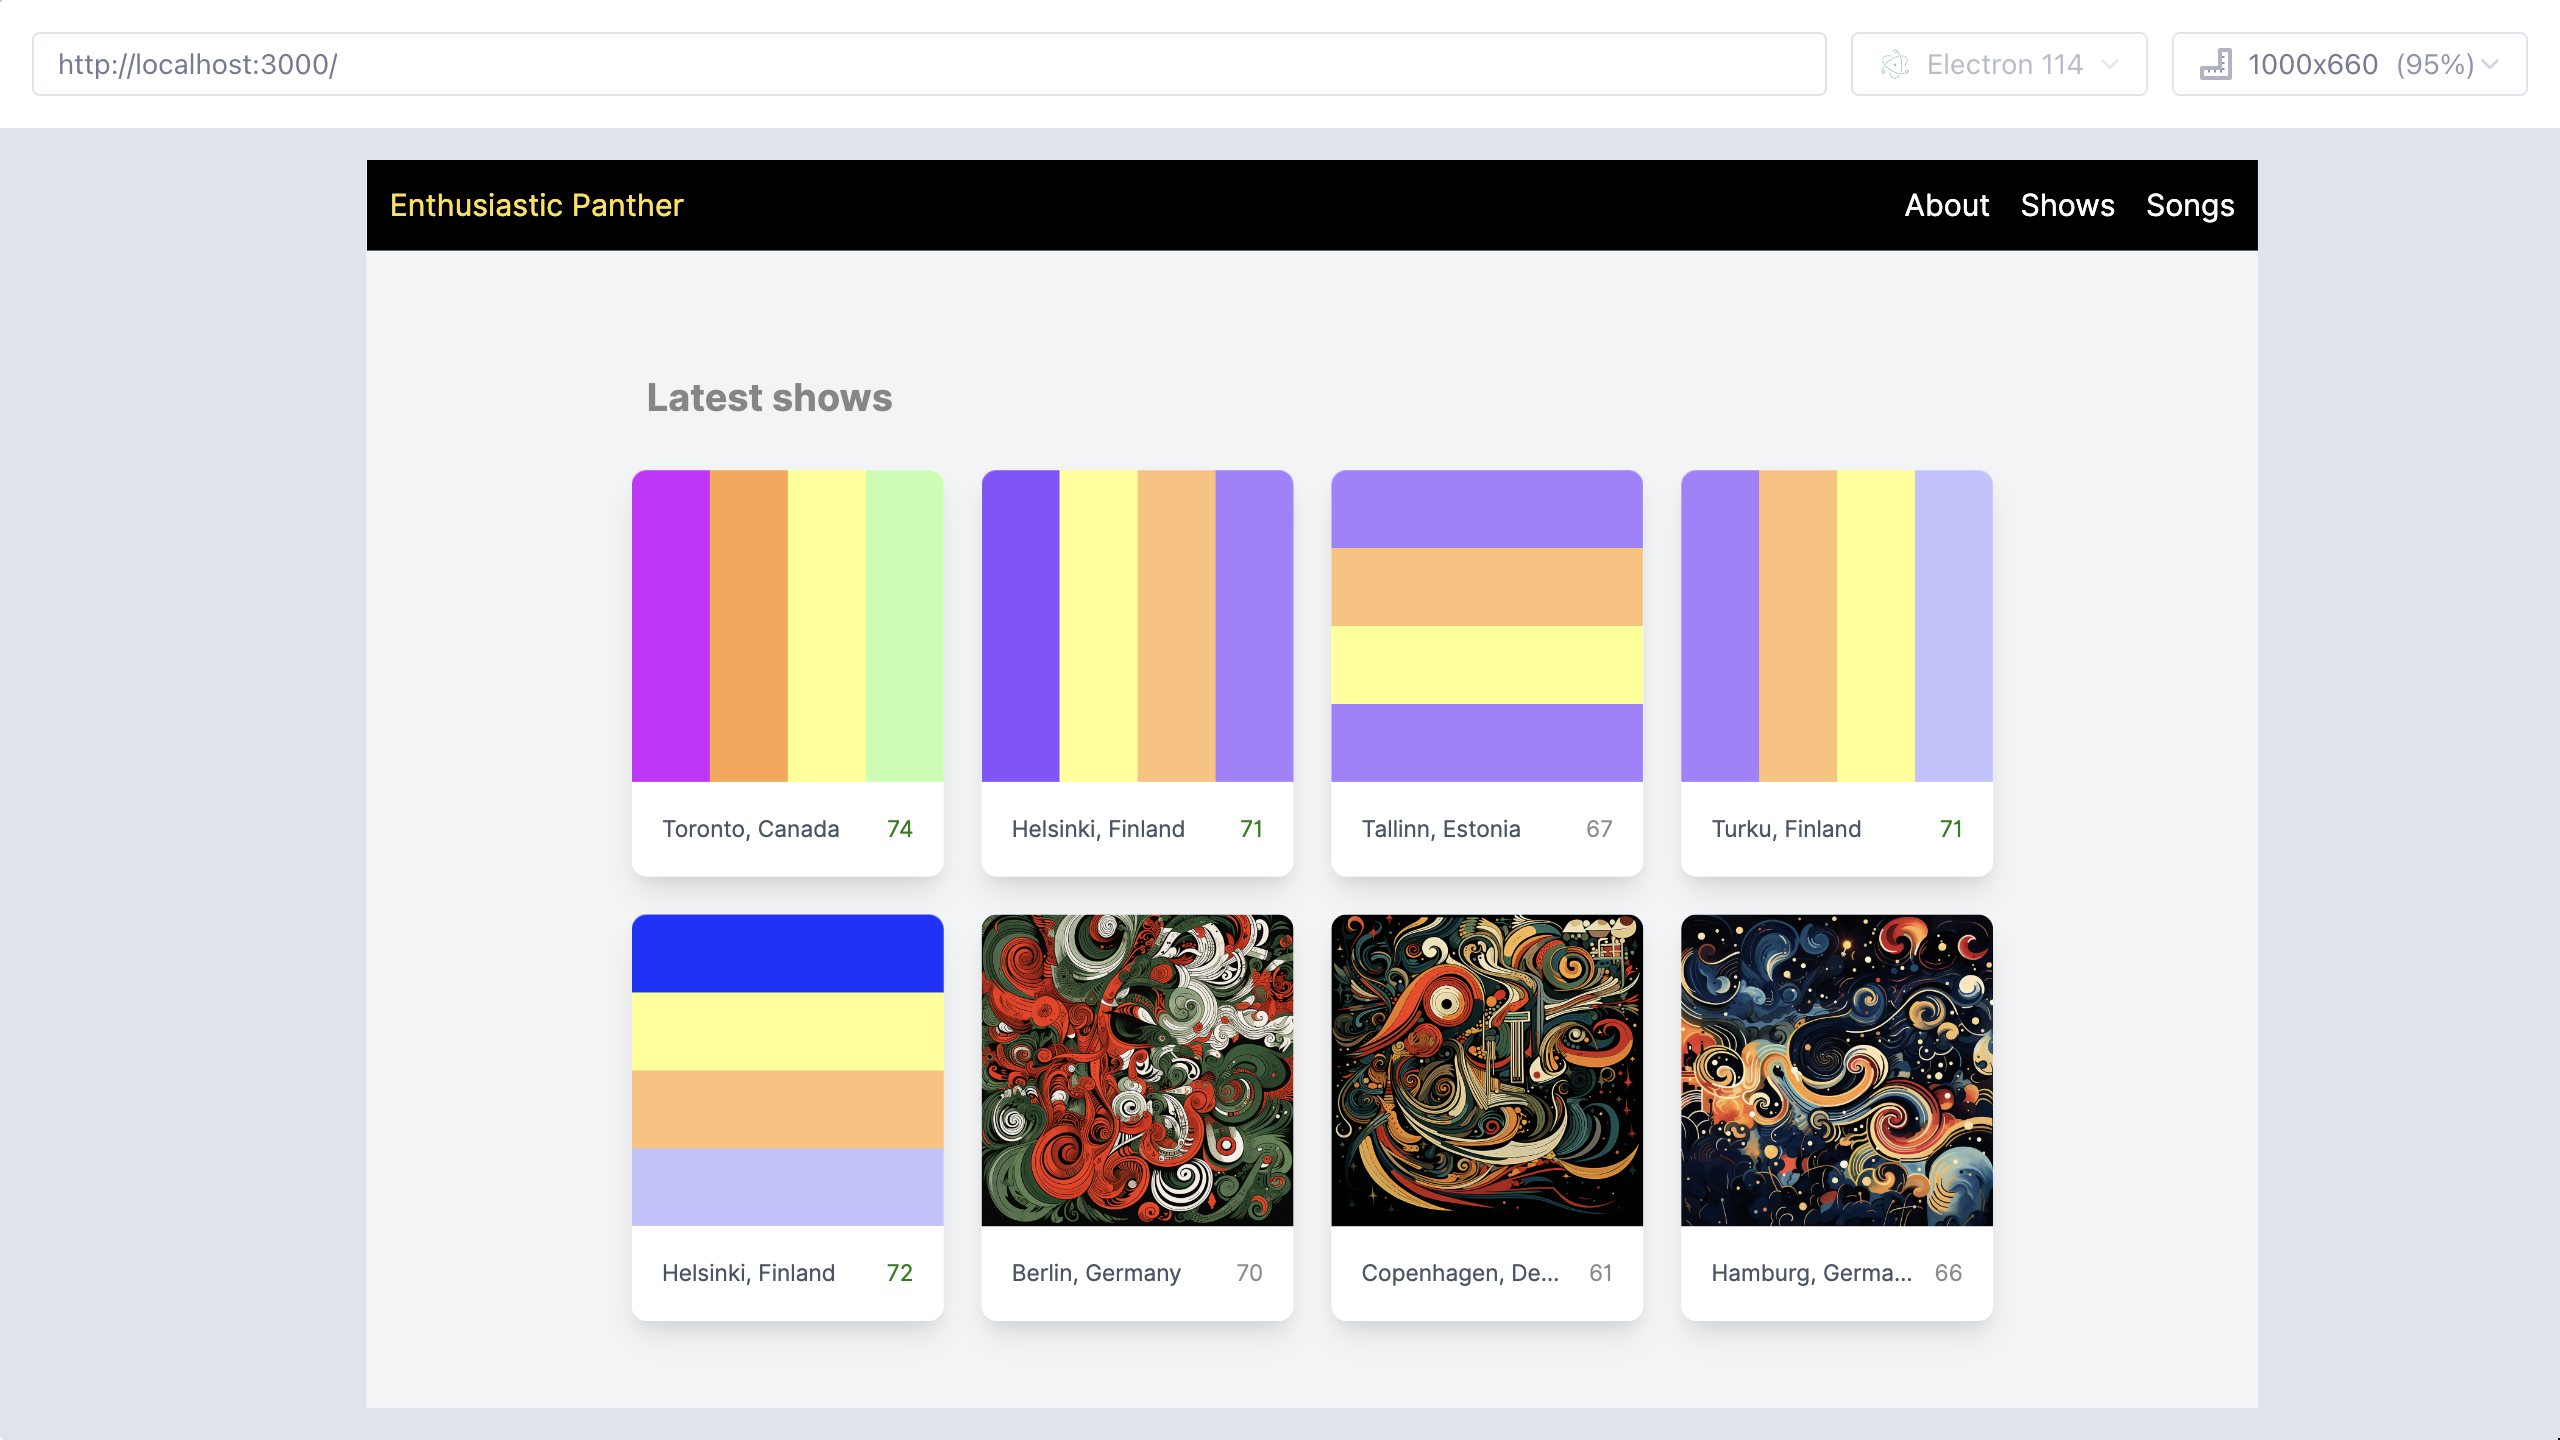 http://localhost:3000/
Electron 114
1000x660 (95%)
Enthusiastic Panther
About Shows Songs
Latest shows
Toronto, Canada 74
Helsinki, Finland 71
Tallinn, Estonia 67
Turku, Finland 71
Helsinki, Finland 72
Berlin, Germany 70
Copenhagen, De... 61
Hamburg, Germa... 66